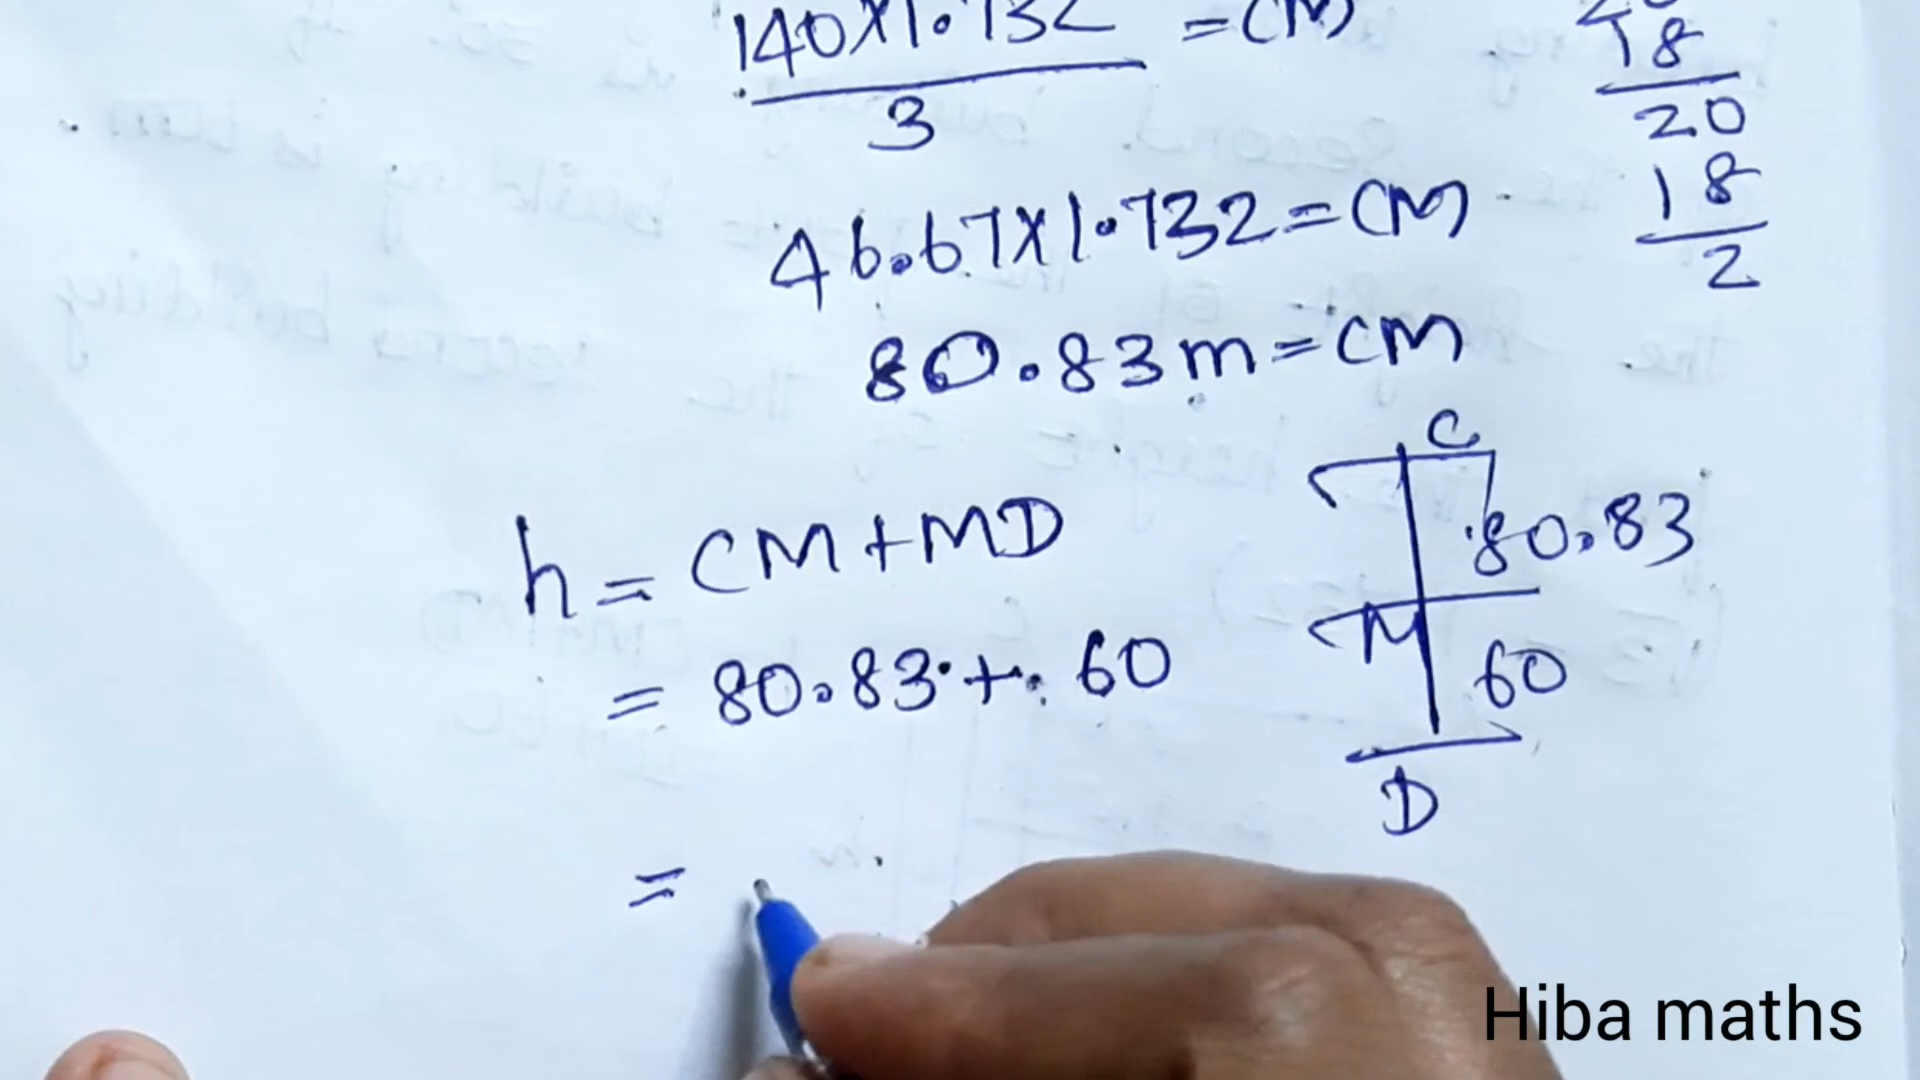 140×1.732 = CM
3
46.67×1.732 = CM
80.83m = CM
h = CM + MD
= 80.83 + 60
=
18
20
18
2
C
80.83
M
60
D
Hiba maths